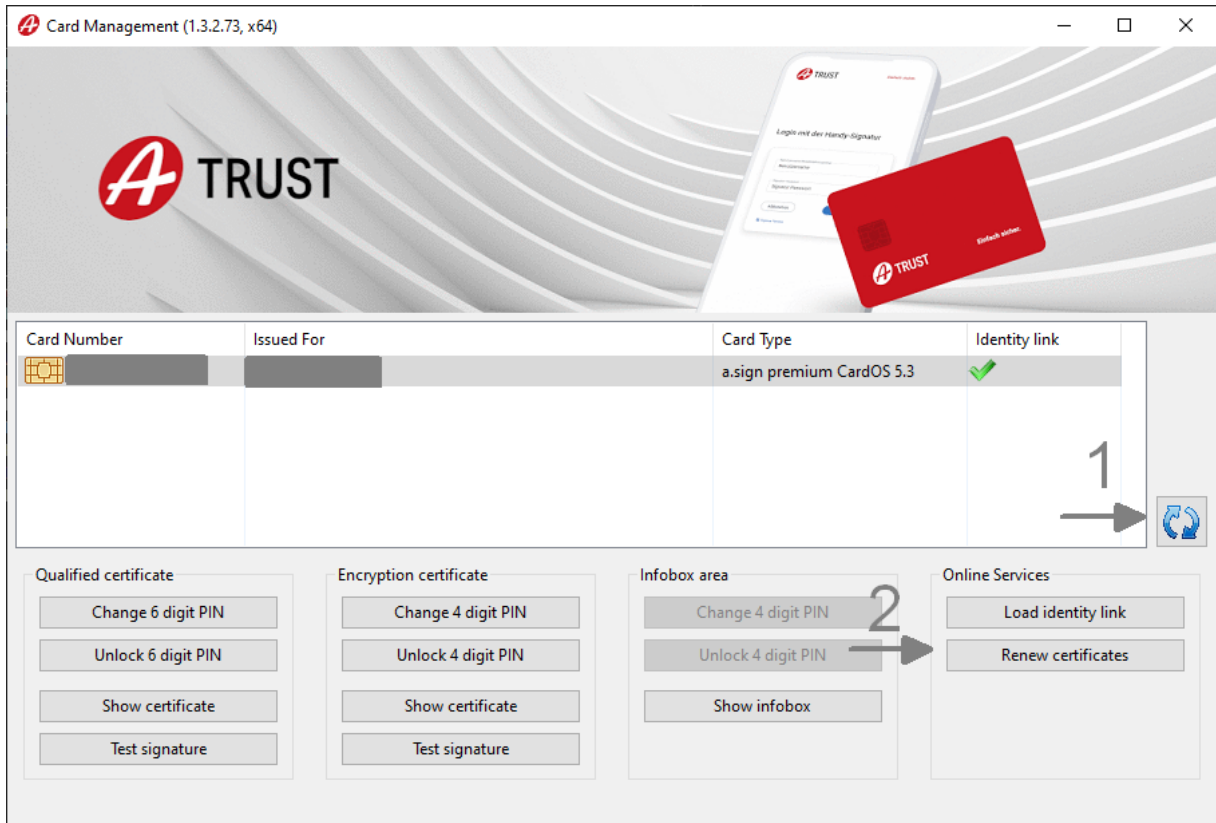 Card Management (1.3.2.73, x64)
TRUST
TRUST
Login mit der Handy-Signatur
Einfach sicher.
TRUST
Card Number Issued For Card Type Identity link
a.sign premium CardOS 5.3
1
Qualified certificate Encryption certificate Infobox area Online Services
Change 6 digit PIN Change 4 digit PIN Change 4 digit PIN Load identity link
2
Unlock 6 digit PIN Unlock 4 digit PIN Unlock 4 digit PIN Renew certificates
Show certificate Show certificate Show infobox
Test signature Test signature